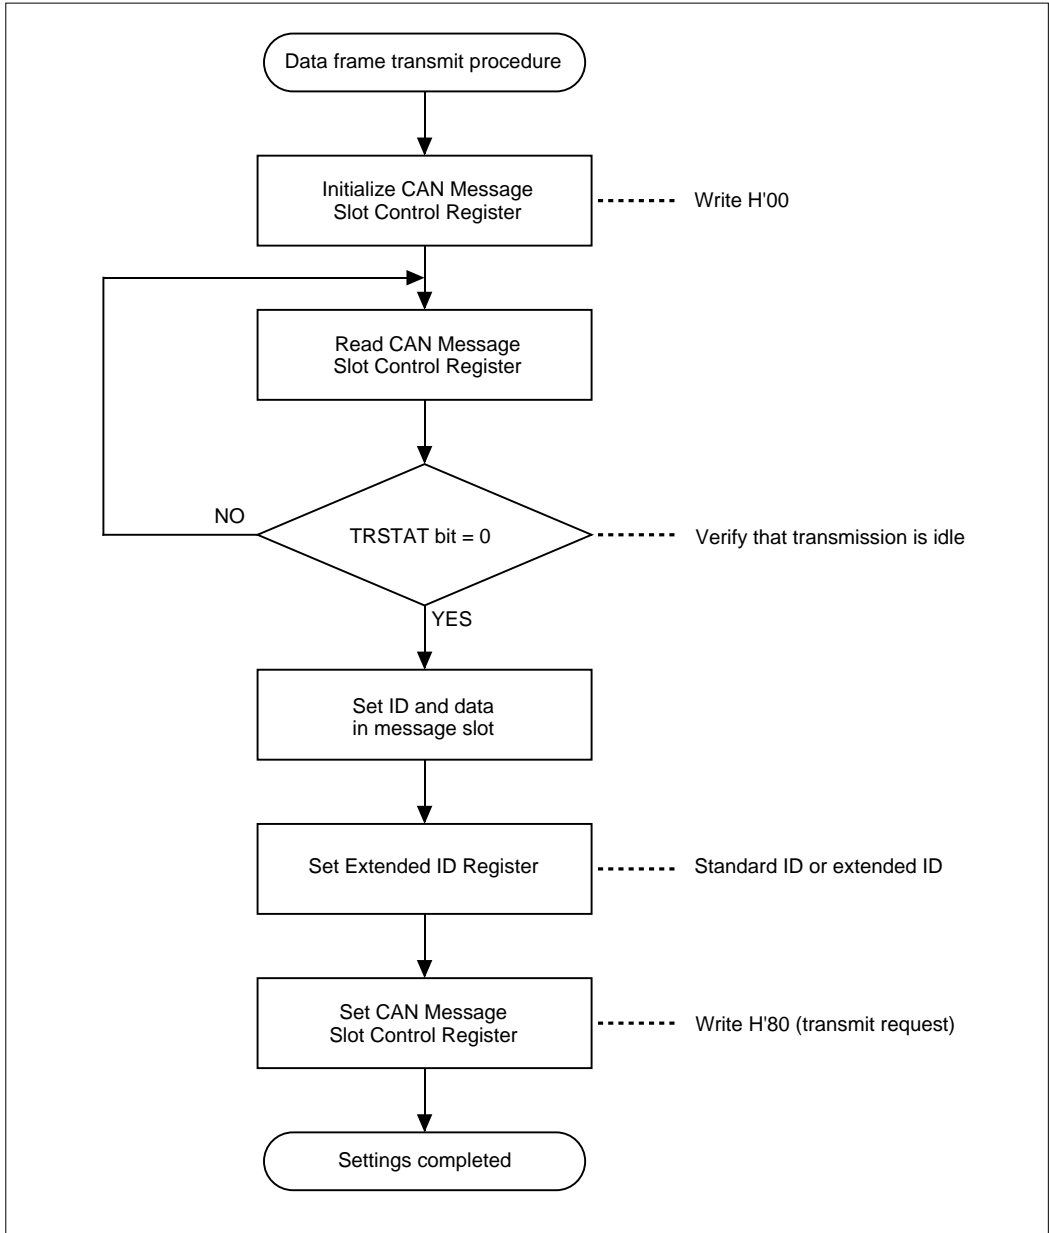 Data frame transmit procedure
Initialize CAN Message
Slot Control Register
Write H'00
Read CAN Message
Slot Control Register
NO
TRSTAT bit = 0
Verify that transmission is idle
YES
Set ID and data
in message slot
Set Extended ID Register
Standard ID or extended ID
Set CAN Message
Slot Control Register
Write H'80 (transmit request)
Settings completed